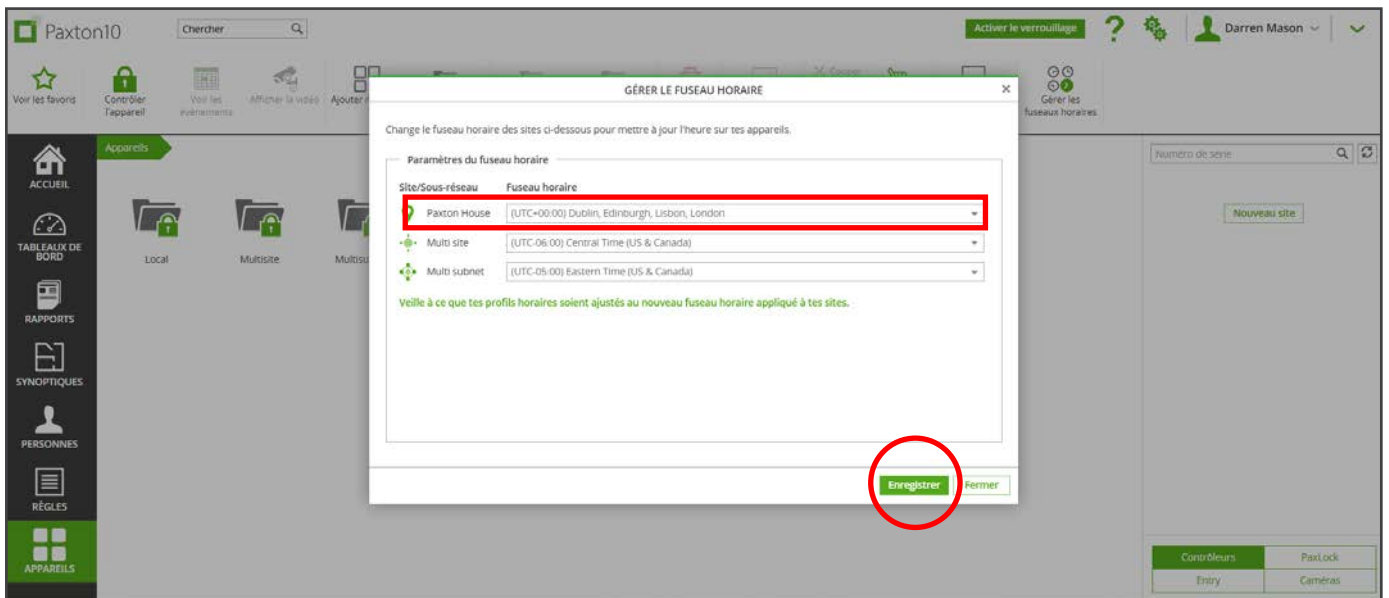 Paxton10
Chercher
Activer le verrouillage
?
Darren Mason
Voir les favoris
Contrôler
l'appareil
Voir les
évènements
Afficher la vidéo
Ajouter
Couper
Gérer les
fuseaux horaires
GÉRER LE FUSEAU HORAIRE
Change le fuseau horaire des sites ci-dessous pour mettre à jour l'heure sur tes appareils.
Paramètres du fuseau horaire
Site/Sous-réseau Fuseau horaire
Paxton House (UTC+00:00) Dublin, Edinburgh, Lisbon, London
Multi site (UTC-06:00) Central Time (US & Canada)
Multi subnet (UTC-05:00) Eastern Time (US & Canada)
Veille à ce que tes profils horaires soient ajustés au nouveau fuseau horaire appliqué à tes sites.
Enregistrer Fermer
ACCUEIL
TABLEAUX DE
BORD
RAPPORTS
SYNOPTIQUES
PERSONNES
RÈGLES
APPAREILS
Appareils
Local
Multisite
Multisu
Numéro de série
Nouveau site
Contrôleurs PaxLock
Entry Caméras